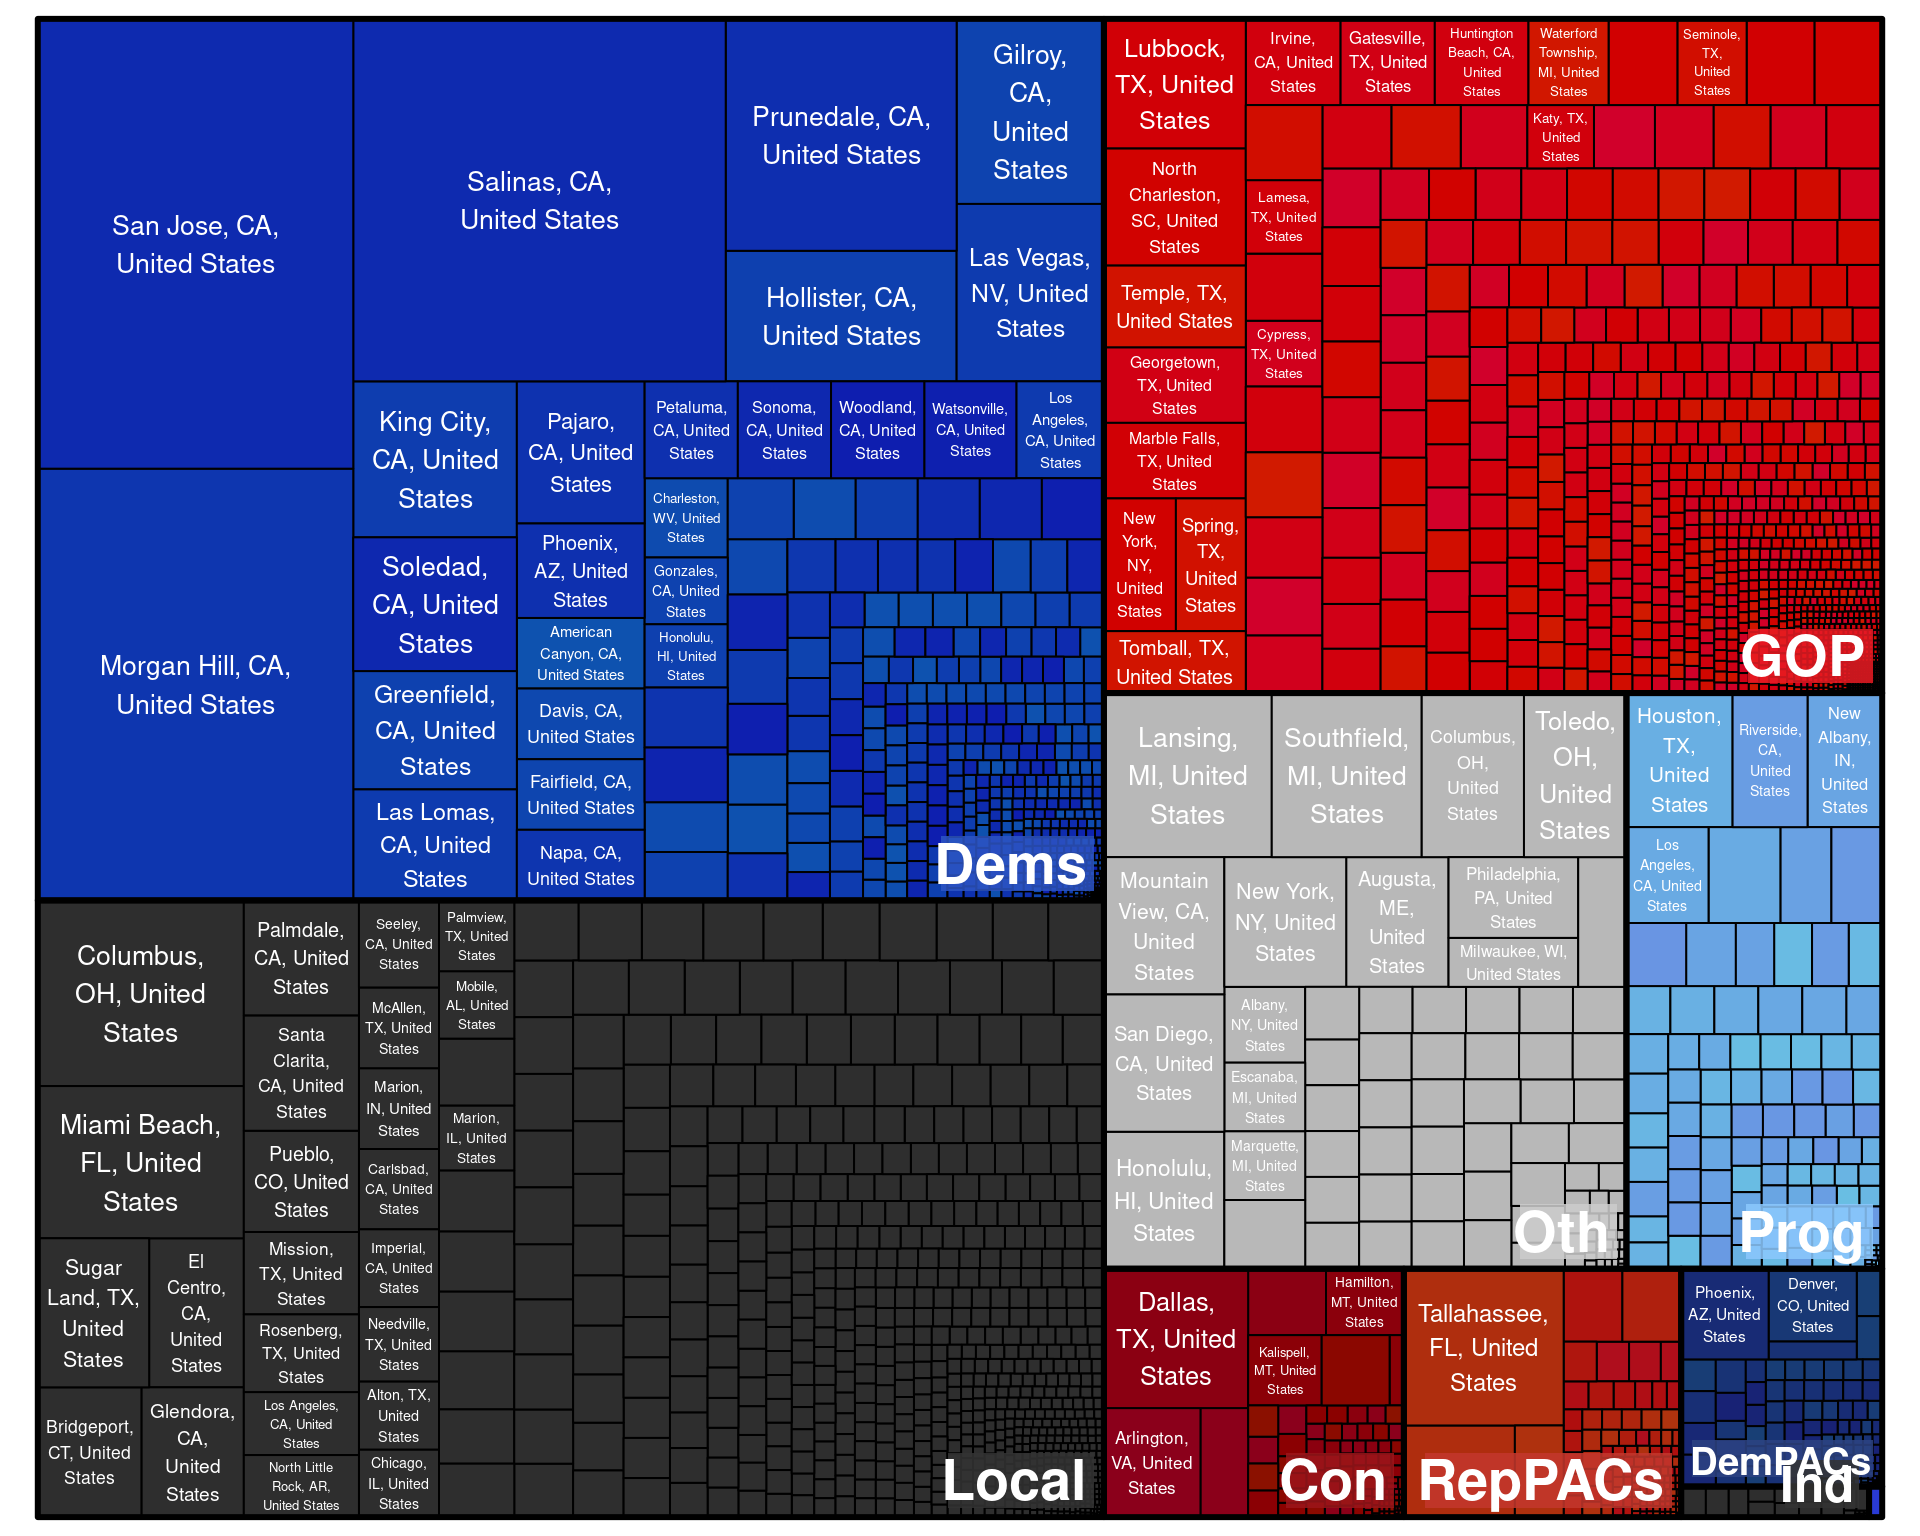 San Jose, CA,
United States
Morgan Hill, CA,
United States
Salinas, CA,
United States
Prunedale, CA,
United States
Hollister, CA,
United States
Gilroy,
CA,
United
States
Las Vegas,
NV, United
States
King City,
CA, United
States
Soledad,
CA, United
States
Greenfield,
CA, United
States
Las Lomas,
CA, United
States
Pajaro,
CA, United
States
Phoenix,
AZ, United
States
American
Canyon, CA,
United States
Davis, CA,
United States
Fairfield, CA,
United States
Napa, CA,
United States
Petaluma,
CA, United
States
Sonoma,
CA, United
States
Woodland,
CA, United
States
Watsonville,
CA, United
States
Los
Angeles,
CA, United
States
Charleston,
WV, United
States
Gonzales,
CA, United
States
Honolulu,
HI, United
States
Dems
Lubbock,
TX, United
States
North
Charleston,
SC, United
States
Temple, TX,
United States
Georgetown,
TX, United
States
Marble Falls,
TX, United
States
New
York,
NY,
United
States
Spring,
TX,
United
States
Tomball, TX,
United States
Irvine,
CA, United
States
Gatesville,
TX, United
States
Huntington
Beach, CA,
United
States
Waterford
Township,
MI, United
States
Seminole,
TX,
United
States
Katy, TX,
United
States
Lamesa,
TX, United
States
Cypress,
TX, United
States
GOP
Columbus,
OH, United
States
Miami Beach,
FL, United
States
Sugar
Land, TX,
United
States
El
Centro,
CA,
United
States
Bridgeport,
CT, United
States
Glendora,
CA,
United
States
Palmdale,
CA, United
States
Santa
Clarita,
CA, United
States
Pueblo,
CO, United
States
Mission,
TX, United
States
Rosenberg,
TX, United
States
Los Angeles,
CA, United
States
North Little
Rock, AR,
United States
Seeley,
CA, United
States
McAllen,
TX, United
States
Marion,
IN, United
States
Carlsbad,
CA, United
States
Imperial,
CA, United
States
Needville,
TX, United
States
Alton, TX,
United
States
Chicago,
IL, United
States
Palmview,
TX, United
States
Mobile,
AL, United
States
Marion,
IL, United
States
Local
Lansing,
MI, United
States
Southfield,
MI, United
States
Columbus,
OH,
United
States
Toledo,
OH,
United
States
Mountain
View, CA,
United
States
San Diego,
CA, United
States
Honolulu,
HI, United
States
New York,
NY, United
States
Augusta,
ME,
United
States
Philadelphia,
PA, United
States
Milwaukee, WI,
United States
Albany,
NY, United
States
Escanaba,
MI, United
States
Marquette,
MI, United
States
Oth
Houston,
TX,
United
States
Riverside,
CA,
United
States
New
Albany,
IN,
United
States
Los
Angeles,
CA, United
States
Prog
Dallas,
TX, United
States
Arlington,
VA, United
States
Hamilton,
MT, United
States
Kalispell,
MT, United
States
Con
Tallahassee,
FL, United
States
RepPACs
Phoenix,
AZ, United
States
Denver,
CO, United
States
DemPACs
Ind